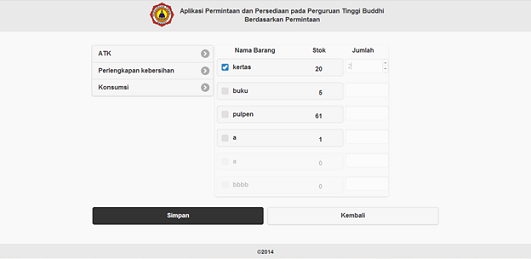 Aplikasi Permintaan dan Persediaan pada Perguruan Tinggi Buddhi
Berdasarkan Permintaan
ATK
Perlengkapan kebersihan
Konsumsi
Nama Barang Stok Jumlah
kertas 20 2
buku 5
pulpen 61
a 1
e 0
bbbb 0
Simpan Kembali
©2014